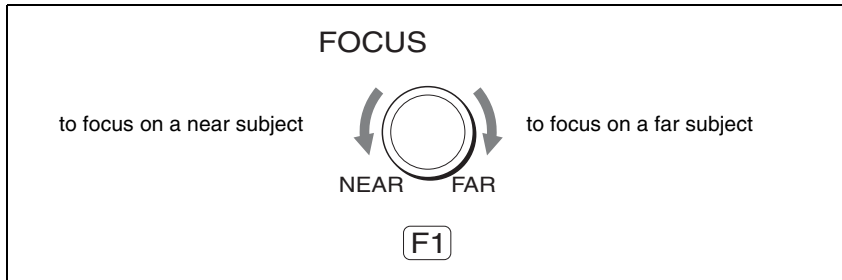 FOCUS
to focus on a near subject
to focus on a far subject
NEAR FAR
F1